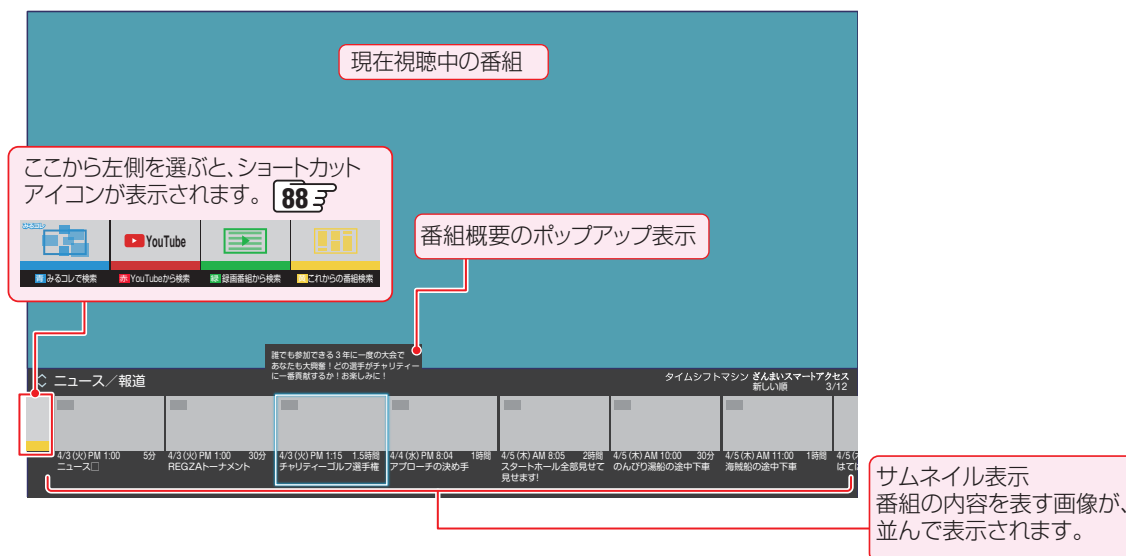 現在視聴中の番組
ここから左側を選ぶと、ショートカット
アイコンが表示されます。 88
みるコレ
YouTube
青 みるコレで検索
赤 YouTubeから検索
緑 録画番組から検索
これからの番組検索
番組概要のポップアップ表示
誰でも参加できる3年に一度の大会で
あなたも大興奮！どの選手がチャリティー
に一番貢献するか！お楽しみに！
ニュース／報道
タイムシフトマシン ざんまいスマートアクセス
新しい順 3/12
4/3(火) PM 1:00 5分
ニュース□
4/3(火) PM 1:00 30分
REGZAトーナメント
4/3(火) PM 1:15 1.5時間
チャリティーゴルフ選手権
4/4(水) PM 8:04 1時間
アプローチの決め手
4/5(木) AM 8:05 2時間
スタートホール全部見せて
見せます!
4/5(木) AM 10:00 30分
のんびり湯船の途中下車
4/5(木) AM 11:00 1時間
海賊船の途中下車
4/5
はては
サムネイル表示
番組の内容を表す画像が、
並んで表示されます。